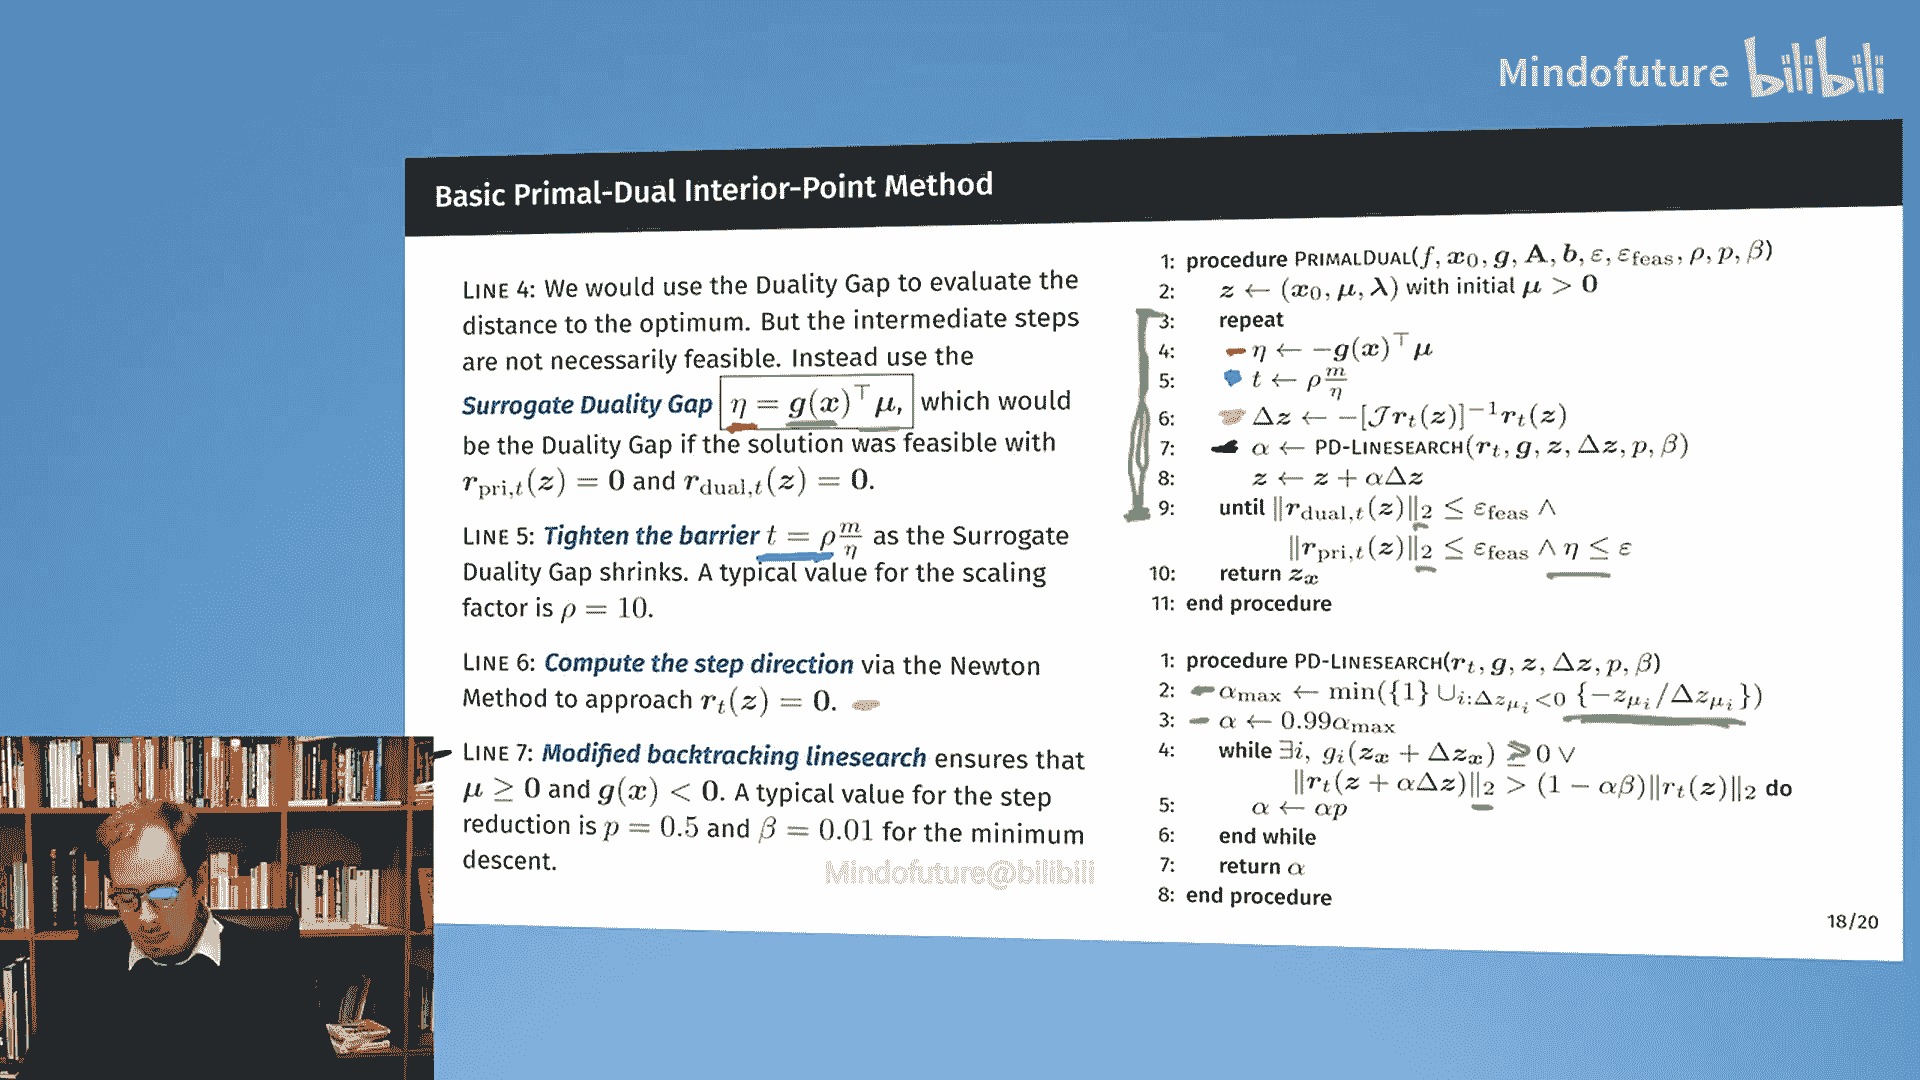 Mindofuture bilibili
Basic Primal-Dual Interior-Point Method
LINE 4: We would use the Duality Gap to evaluate the
distance to the optimum. But the intermediate steps
are not necessarily feasible. Instead use the
Surrogate Duality Gap η = g(x)⊤ μ, which would
be the Duality Gap if the solution was feasible with
r_pri,t(z) = 0 and r_dual,t(z) = 0.
LINE 5: Tighten the barrier t = ρ m/η as the Surrogate
Duality Gap shrinks. A typical value for the scaling
factor is ρ = 10.
LINE 6: Compute the step direction via the Newton
Method to approach r_t(z) = 0.
LINE 7: Modified backtracking linesearch ensures that
μ ≥ 0 and g(x) < 0. A typical value for the step
reduction is p = 0.5 and β = 0.01 for the minimum
descent.
1: procedure PRIMALDUAL(f, x₀, g, A, b, ε, ε_feas, ρ, p, β)
2: z ← (x₀, μ, λ) with initial μ > 0
3: repeat
4: η ← −g(x)⊤ μ
5: t ← ρ m/η
6: Δz ← −[𝒥r_t(z)]⁻¹r_t(z)
7: α ← PD-LINESEARCH(r_t, g, z, Δz, p, β)
8: z ← z + αΔz
9: until ‖r_dual,t(z)‖₂ ≤ ε_feas ∧
‖r_pri,t(z)‖₂ ≤ ε_feas ∧ η ≤ ε
10: return z_x
11: end procedure
1: procedure PD-LINESEARCH(r_t, g, z, Δz, p, β)
2: α_max ← min({1} ∪_{i:Δz_μi<0} {−z_μi/Δz_μi})
3: α ← 0.99α_max
4: while ∃i, g_i(z_x + Δz_x) ≥ 0 ∨
‖r_t(z + αΔz)‖₂ > (1 − αβ)‖r_t(z)‖₂ do
5: α ← αp
6: end while
7: return α
8: end procedure
18/20
Mindofuture@bilibili